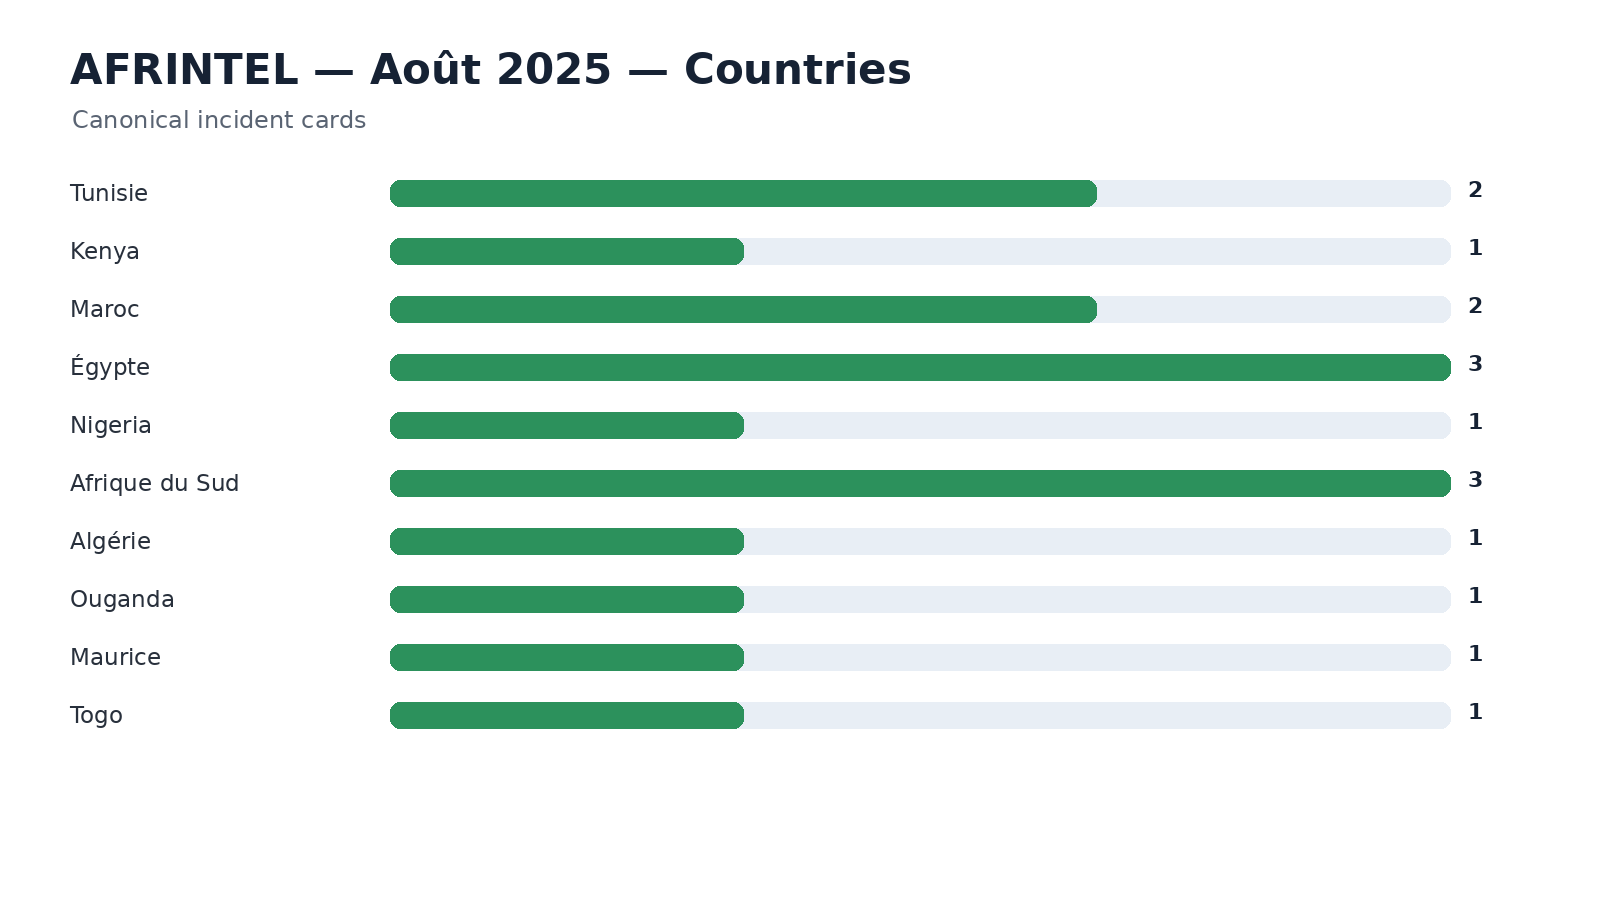 AFRINTEL — Août 2025 — Countries
Canonical incident cards
Tunisie 2
Kenya 1
Maroc 2
Égypte 3
Nigeria 1
Afrique du Sud 3
Algérie 1
Ouganda 1
Maurice 1
Togo 1